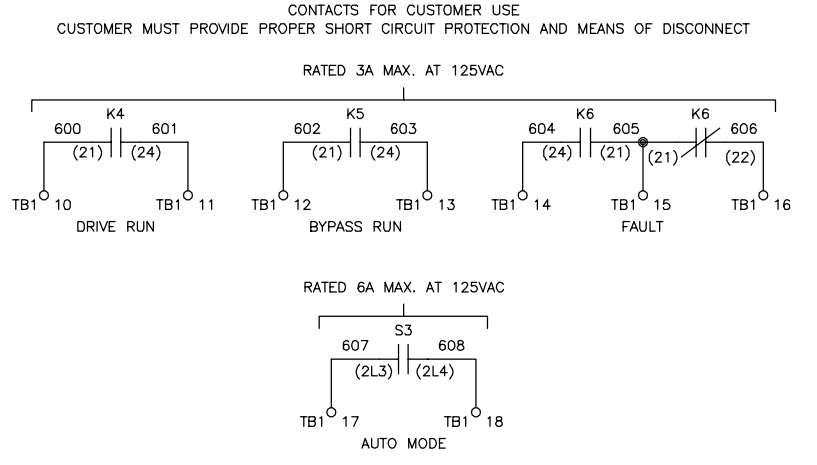 CONTACTS FOR CUSTOMER USE
CUSTOMER MUST PROVIDE PROPER SHORT CIRCUIT PROTECTION AND MEANS OF DISCONNECT
RATED 3A MAX. AT 125VAC
K4 K5 K6 K6
600 601 602 603 604 605 606
(21) (24) (21) (24) (24) (21) (21) (22)
TB1 10 TB1 11 TB1 12 TB1 13 TB1 14 TB1 15 TB1 16
DRIVE RUN BYPASS RUN FAULT
RATED 6A MAX. AT 125VAC
S3
607 608
(2L3) (2L4)
TB1 17 TB1 18
AUTO MODE